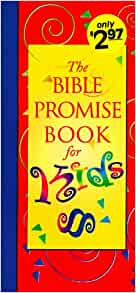 only
$2.97
The
BIBLE
PROMISE
BOOK
for
Kids